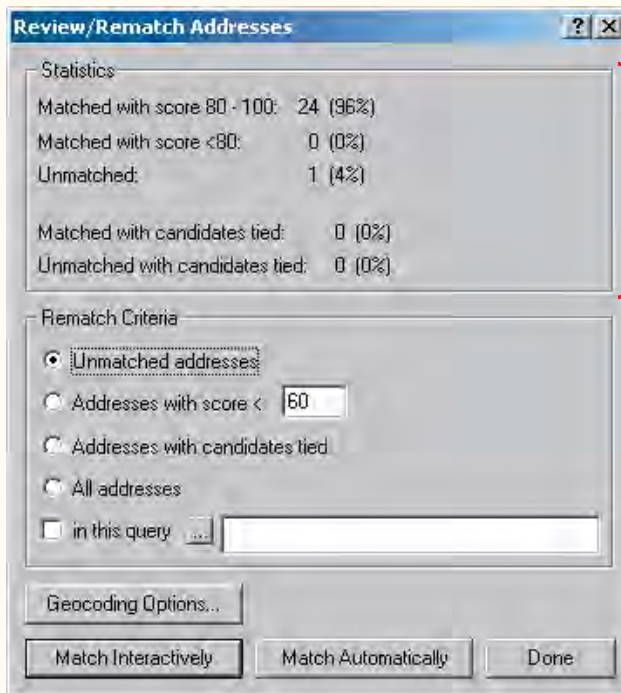 Review/Rematch Addresses
Statistics
Matched with score 80 - 100: 24 (96%)
Matched with score <80: 0 (0%)
Unmatched: 1 (4%)
Matched with candidates tied: 0 (0%)
Unmatched with candidates tied: 0 (0%)
Rematch Criteria
Unmatched addresses
Addresses with score < 60
Addresses with candidates tied
All addresses
in this query ...
Geocoding Options...
Match Interactively Match Automatically Done